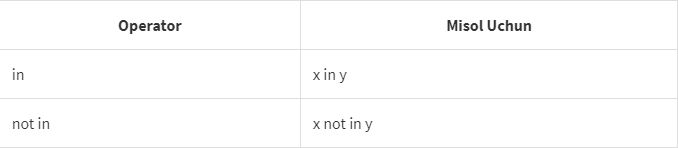 Operator Misol Uchun
in x in y
not in x not in y